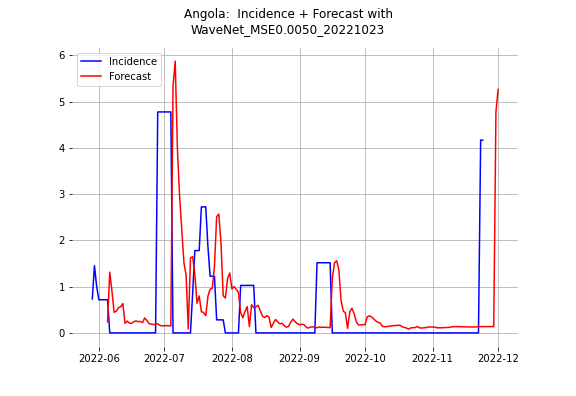 Angola:  Incidence + Forecast with
WaveNet_MSE0.0050_20221023
Incidence
Forecast
6
5
4
3
2
1
0
2022-06 2022-07 2022-08 2022-09 2022-10 2022-11 2022-12